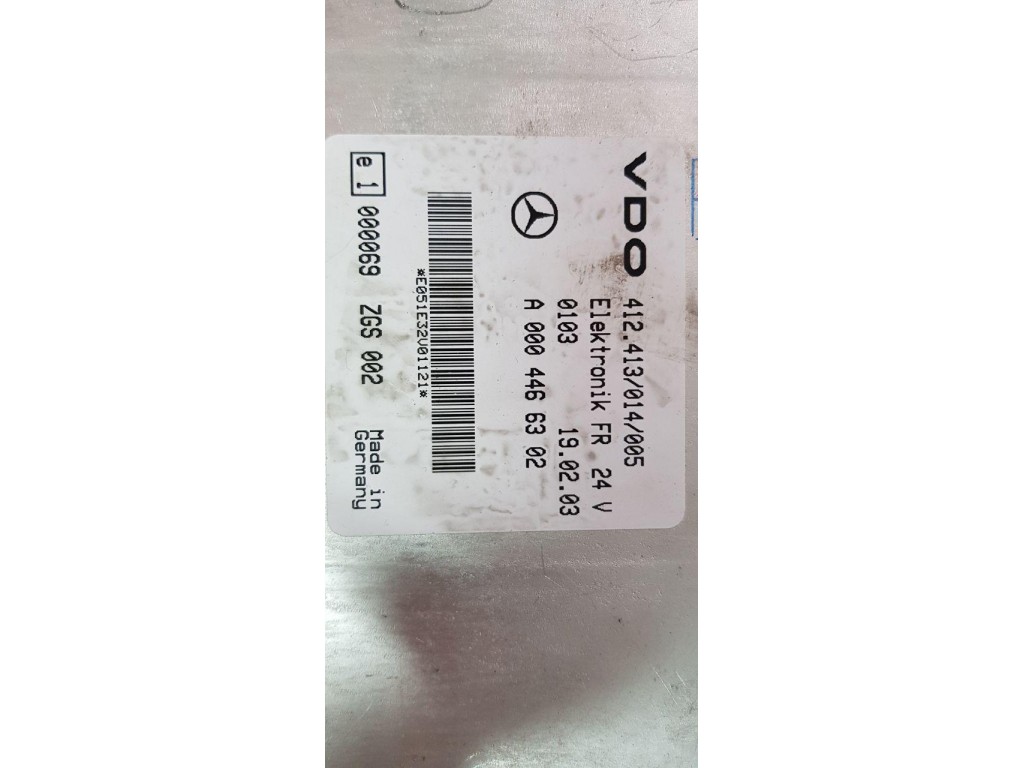 VDO 412.413/014/005
Elektronik FR 24 V
0103 19.02.03
A 000 446 63 02
*E051E32V01121*
e 1 000069 ZGS 002 Made in
Germany